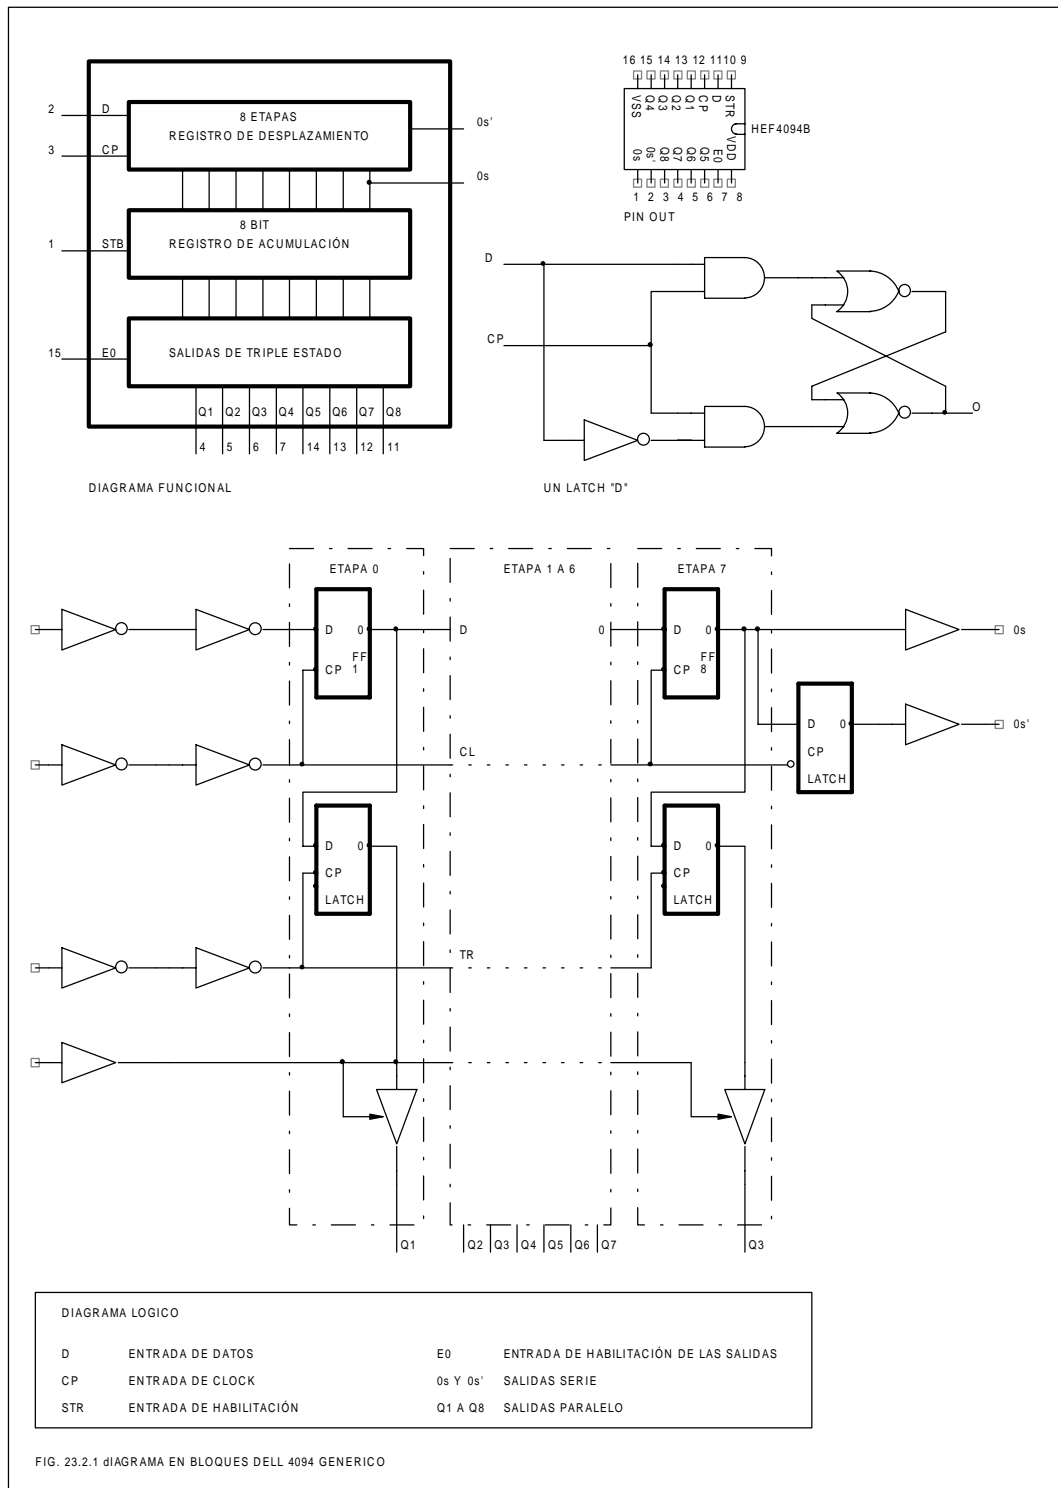 2 D
8 ETAPAS
REGISTRO DE DESPLAZAMIENTO
0s'
3 CP
0s
8 BIT
REGISTRO DE ACUMULACIÓN
1 STB
SALIDAS DE TRIPLE ESTADO
15 E0
Q1 Q2 Q3 Q4 Q5 Q6 Q7 Q8
4 5 6 7 14 13 12 11
DIAGRAMA FUNCIONAL
16 15 14 13 12 11 10 9
VSS Q4 Q3 Q2 Q1 CP D STR
HEF4094B
0s 0s' Q8 Q7 Q6 Q5 E0 VDD
1 2 3 4 5 6 7 8
PIN OUT
D
CP
O
UN LATCH "D"
ETAPA 0
ETAPA 1 A 6
ETAPA 7
D 0
FF
1
CP
D 0
D 0
FF
8
CP
0s
D 0
CP
LATCH
0s'
CL
D 0
CP
LATCH
D 0
CP
LATCH
TR
Q1
Q2 Q3 Q4 Q5 Q6 Q7
Q3
DIAGRAMA LOGICO
D ENTRADA DE DATOS
E0 ENTRADA DE HABILITACIÓN DE LAS SALIDAS
CP ENTRADA DE CLOCK
0s Y 0s' SALIDAS SERIE
STR ENTRADA DE HABILITACIÓN
Q1 A Q8 SALIDAS PARALELO
FIG. 23.2.1 dIAGRAMA EN BLOQUES DELL 4094 GENERICO